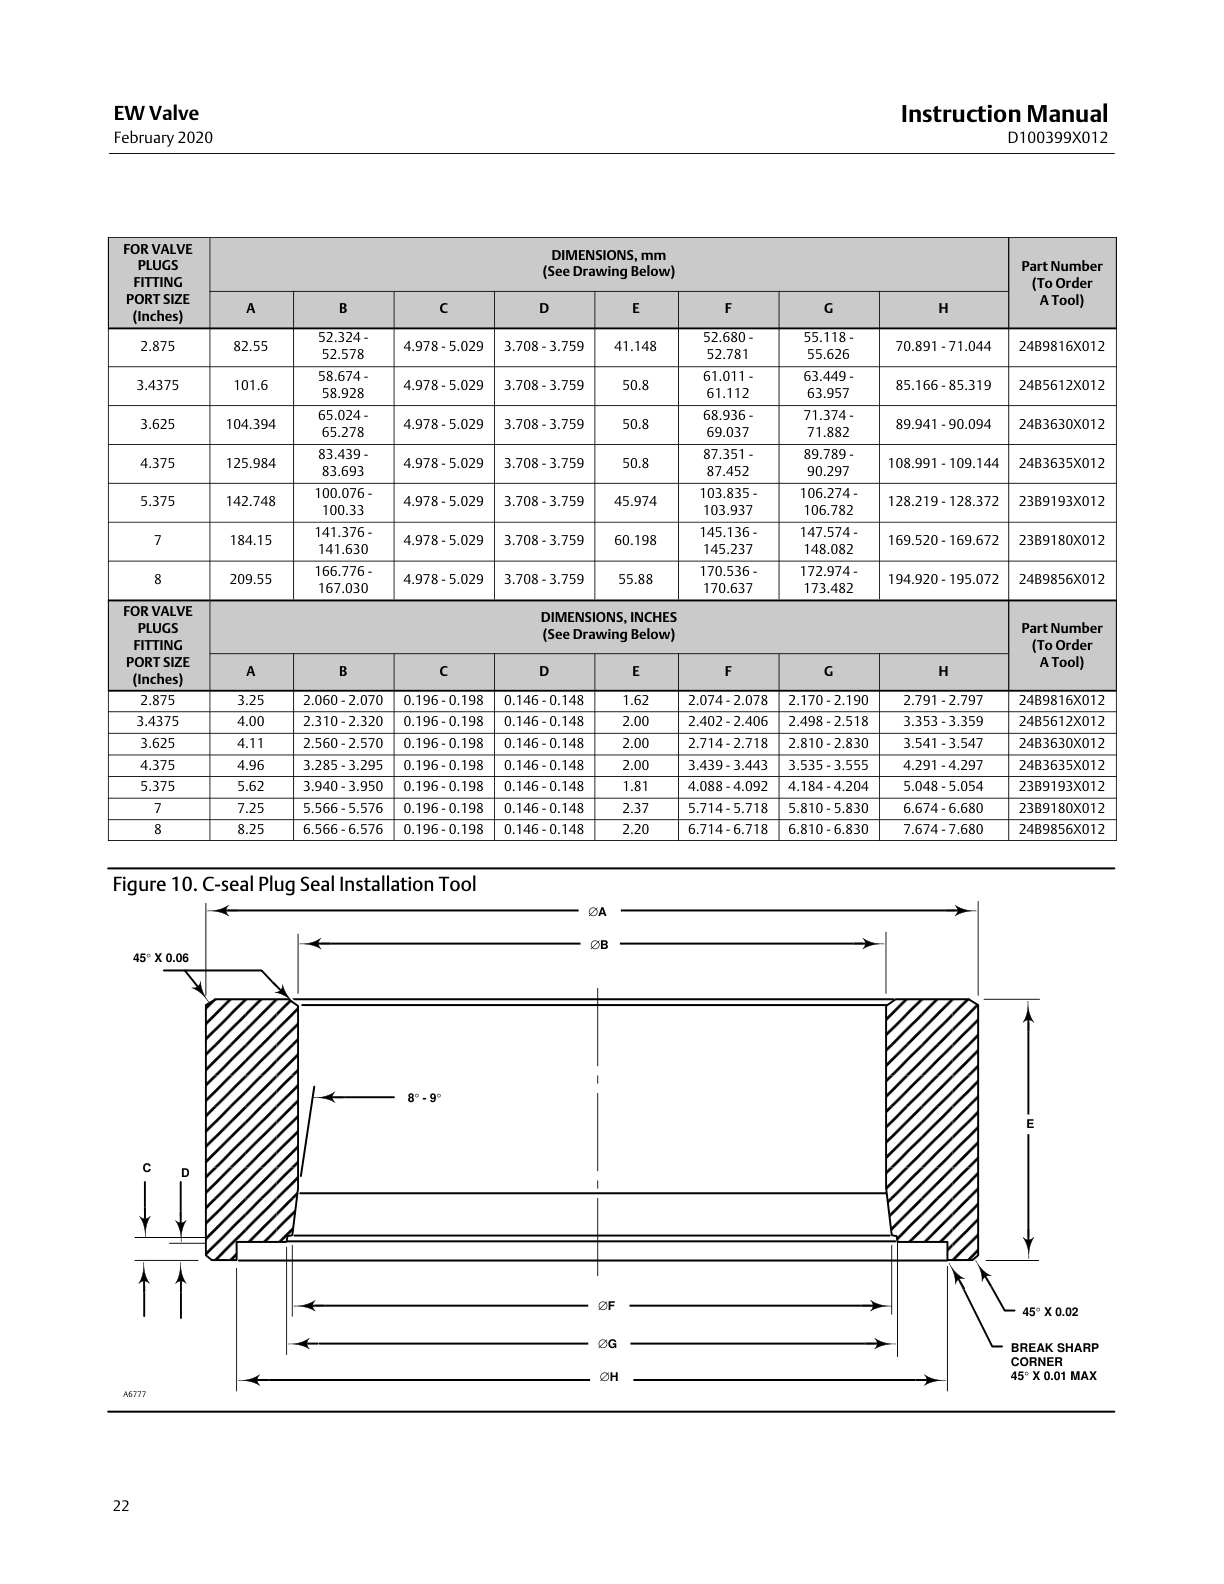 EW Valve
February 2020
Instruction Manual
D100399X012
FOR VALVE PLUGS FITTING PORT SIZE (Inches) DIMENSIONS, mm (See Drawing Below) Part Number (To Order A Tool)
A B C D E F G H
2.875 82.55 52.324 - 52.578 4.978 - 5.029 3.708 - 3.759 41.148 52.680 - 52.781 55.118 - 55.626 70.891 - 71.044 24B9816X012
3.4375 101.6 58.674 - 58.928 4.978 - 5.029 3.708 - 3.759 50.8 61.011 - 61.112 63.449 - 63.957 85.166 - 85.319 24B5612X012
3.625 104.394 65.024 - 65.278 4.978 - 5.029 3.708 - 3.759 50.8 68.936 - 69.037 71.374 - 71.882 89.941 - 90.094 24B3630X012
4.375 125.984 83.439 - 83.693 4.978 - 5.029 3.708 - 3.759 50.8 87.351 - 87.452 89.789 - 90.297 108.991 - 109.144 24B3635X012
5.375 142.748 100.076 - 100.33 4.978 - 5.029 3.708 - 3.759 45.974 103.835 - 103.937 106.274 - 106.782 128.219 - 128.372 23B9193X012
7 184.15 141.376 - 141.630 4.978 - 5.029 3.708 - 3.759 60.198 145.136 - 145.237 147.574 - 148.082 169.520 - 169.672 23B9180X012
8 209.55 166.776 - 167.030 4.978 - 5.029 3.708 - 3.759 55.88 170.536 - 170.637 172.974 - 173.482 194.920 - 195.072 24B9856X012
FOR VALVE PLUGS FITTING PORT SIZE (Inches) DIMENSIONS, INCHES (See Drawing Below) Part Number (To Order A Tool)
A B C D E F G H
2.875 3.25 2.060 - 2.070 0.196 - 0.198 0.146 - 0.148 1.62 2.074 - 2.078 2.170 - 2.190 2.791 - 2.797 24B9816X012
3.4375 4.00 2.310 - 2.320 0.196 - 0.198 0.146 - 0.148 2.00 2.402 - 2.406 2.498 - 2.518 3.353 - 3.359 24B5612X012
3.625 4.11 2.560 - 2.570 0.196 - 0.198 0.146 - 0.148 2.00 2.714 - 2.718 2.810 - 2.830 3.541 - 3.547 24B3630X012
4.375 4.96 3.285 - 3.295 0.196 - 0.198 0.146 - 0.148 2.00 3.439 - 3.443 3.535 - 3.555 4.291 - 4.297 24B3635X012
5.375 5.62 3.940 - 3.950 0.196 - 0.198 0.146 - 0.148 1.81 4.088 - 4.092 4.184 - 4.204 5.048 - 5.054 23B9193X012
7 7.25 5.566 - 5.576 0.196 - 0.198 0.146 - 0.148 2.37 5.714 - 5.718 5.810 - 5.830 6.674 - 6.680 23B9180X012
8 8.25 6.566 - 6.576 0.196 - 0.198 0.146 - 0.148 2.20 6.714 - 6.718 6.810 - 6.830 7.674 - 7.680 24B9856X012
Figure 10. C-seal Plug Seal Installation Tool
∅A
∅B
45° X 0.06
8° - 9°
E
C
D
∅F
45° X 0.02
∅G
BREAK SHARP
CORNER
45° X 0.01 MAX
∅H
A6777
22